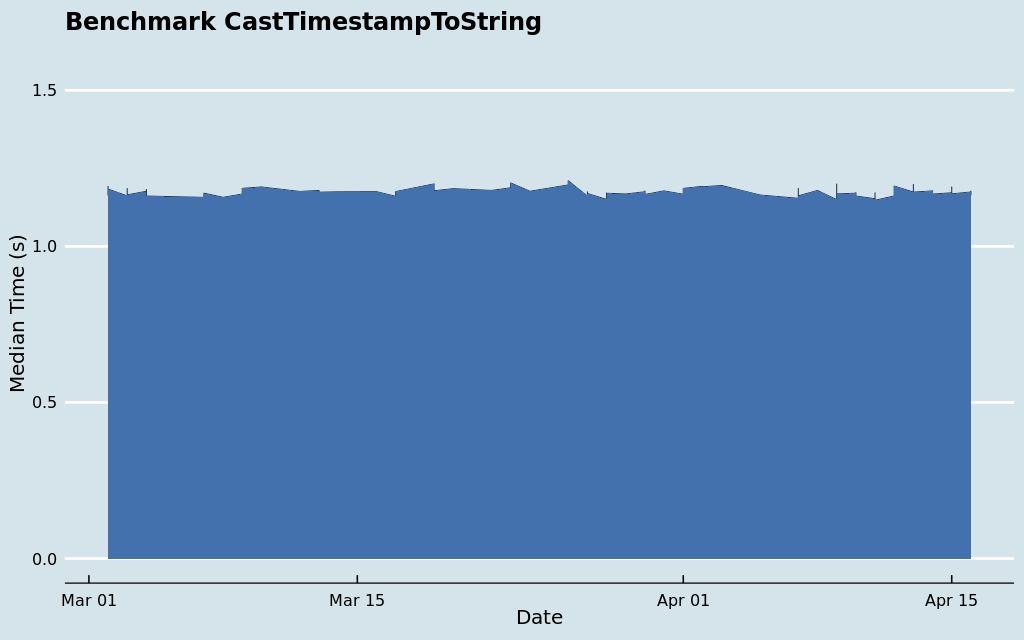 Benchmark CastTimestampToString
Median Time (s)
1.5
1.0
0.5
0.0
Mar 01
Mar 15
Apr 01
Apr 15
Date